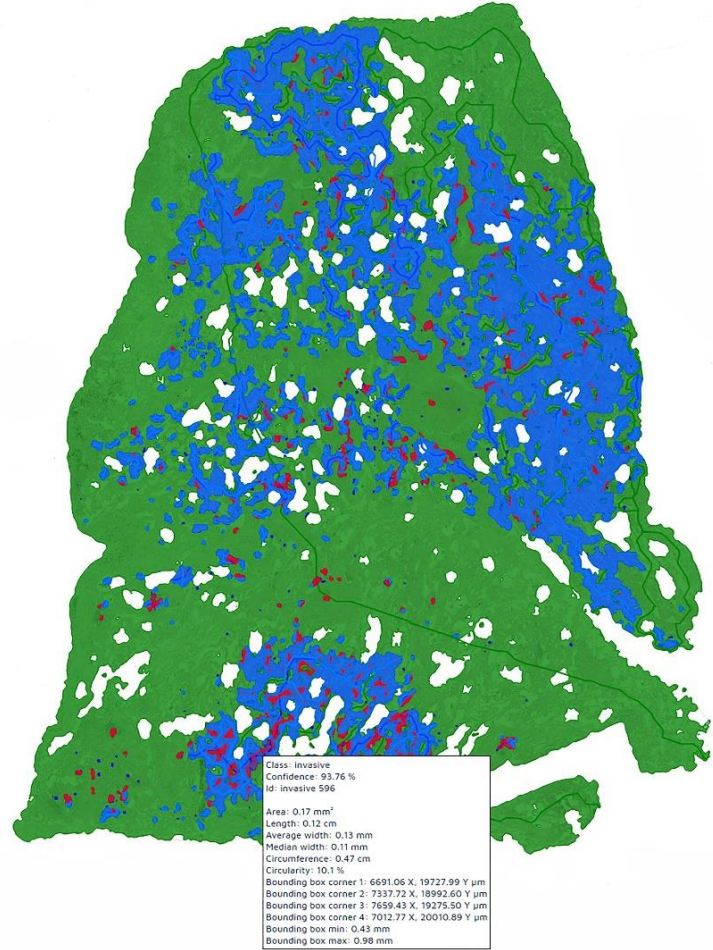 Class: invasive
Confidence: 93.76 %
Id: invasive 596
Area: 0.17 mm²
Length: 0.12 cm
Average width: 0.13 mm
Median width: 0.11 mm
Circumference: 0.47 cm
Circularity: 10.1 %
Bounding box corner 1: 6691.06 X, 19727.99 Y µm
Bounding box corner 2: 7337.72 X, 18992.60 Y µm
Bounding box corner 3: 7659.43 X, 19275.50 Y µm
Bounding box corner 4: 7012.77 X, 20010.89 Y µm
Bounding box min: 0.43 mm
Bounding box max: 0.98 mm